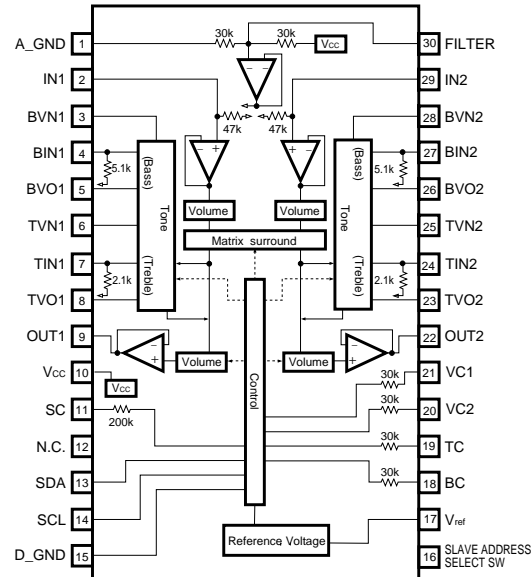 A_GND 1 30k 30k Vcc 30 FILTER
IN1 2 29 IN2
BVN1 3 47k 47k 28 BVN2
BIN1 4 27 BIN2
5.1k (Bass) (Bass) 5.1k
BVO1 5 26 BVO2
Volume Volume
TVN1 6 Tone Tone 25 TVN2
Matrix surround
TIN1 7 24 TIN2
2.1k (Treble) (Treble) 2.1k
TVO1 8 23 TVO2
OUT1 9 22 OUT2
Volume Volume
Vcc 10 30k 21 VC1
Vcc
SC 11 30k 20 VC2
200k Control
N.C. 12 30k 19 TC
SDA 13 30k 18 BC
SCL 14 17 Vref
Reference Voltage
D_GND 15 16 SLAVE ADDRESS
SELECT SW